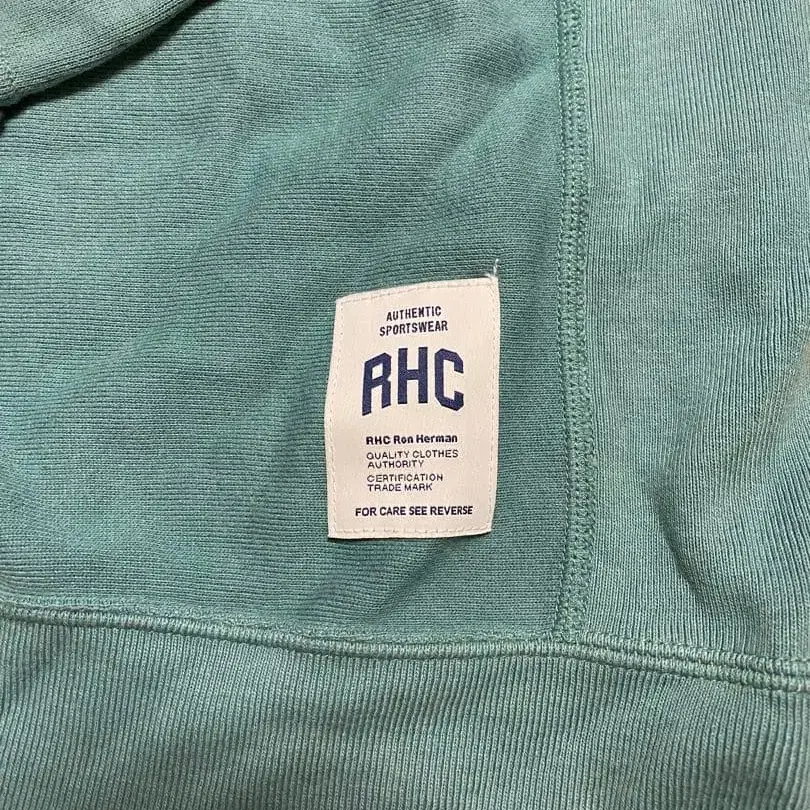 AUTHENTIC
SPORTSWEAR
RHC
RHC Ron Herman
QUALITY CLOTHES
AUTHORITY
CERTIFICATION
TRADE MARK
FOR CARE SEE REVERSE